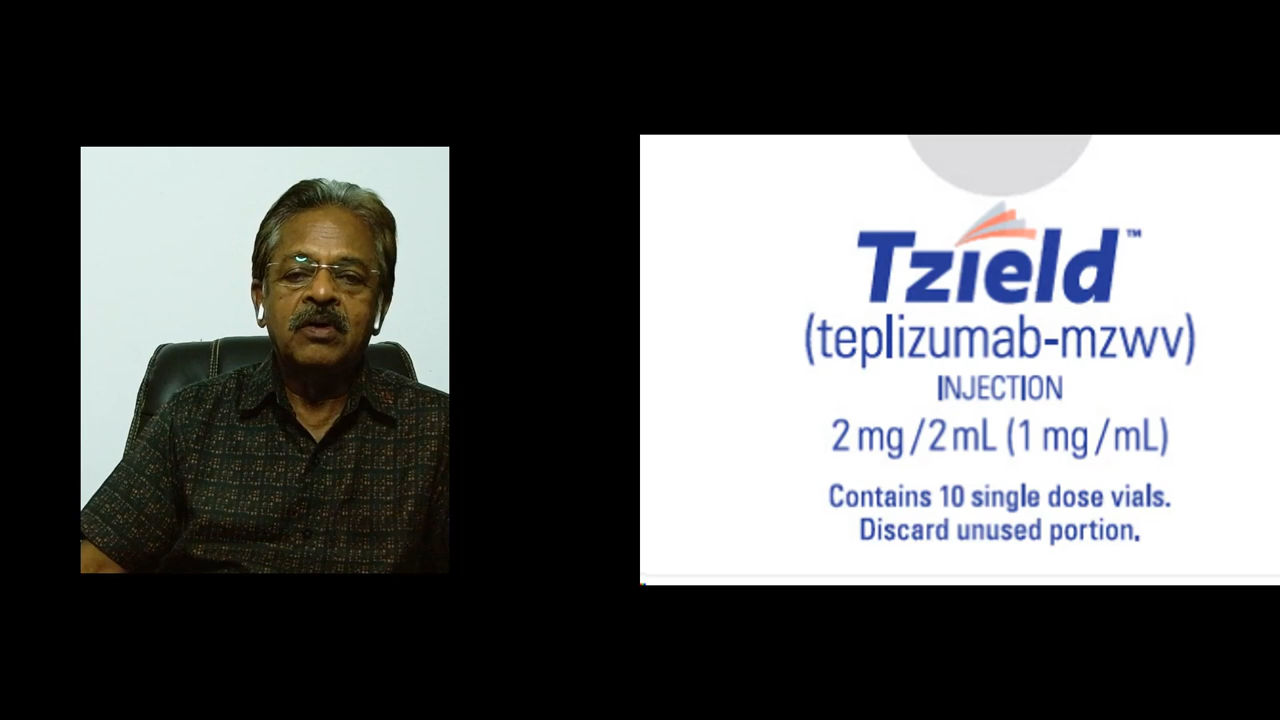 Tzield™
(teplizumab-mzwv)
INJECTION
2 mg/2 mL (1 mg/mL)
Contains 10 single dose vials.
Discard unused portion.